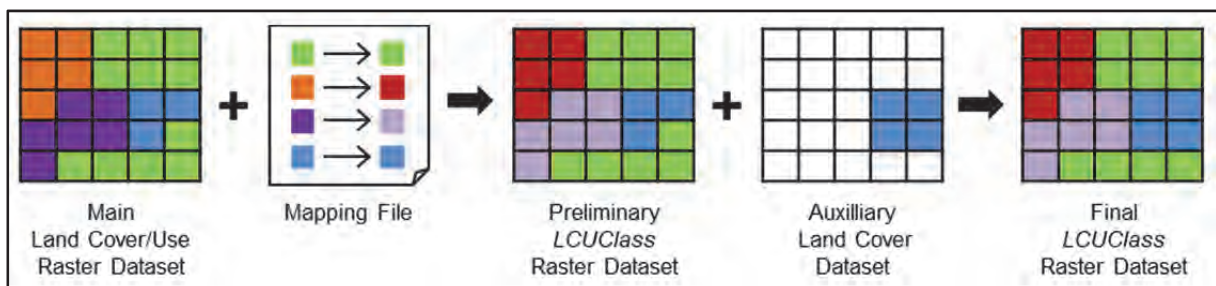 Main
Land Cover/Use
Raster Dataset
Mapping File
Preliminary
LCUClass
Raster Dataset
Auxilliary
Land Cover
Dataset
Final
LCUClass
Raster Dataset